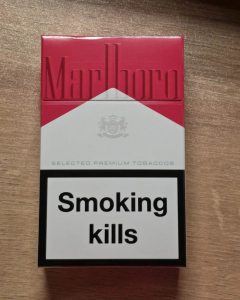 Marlboro
SELECTED PREMIUM TOBACCOS
Smoking
kills